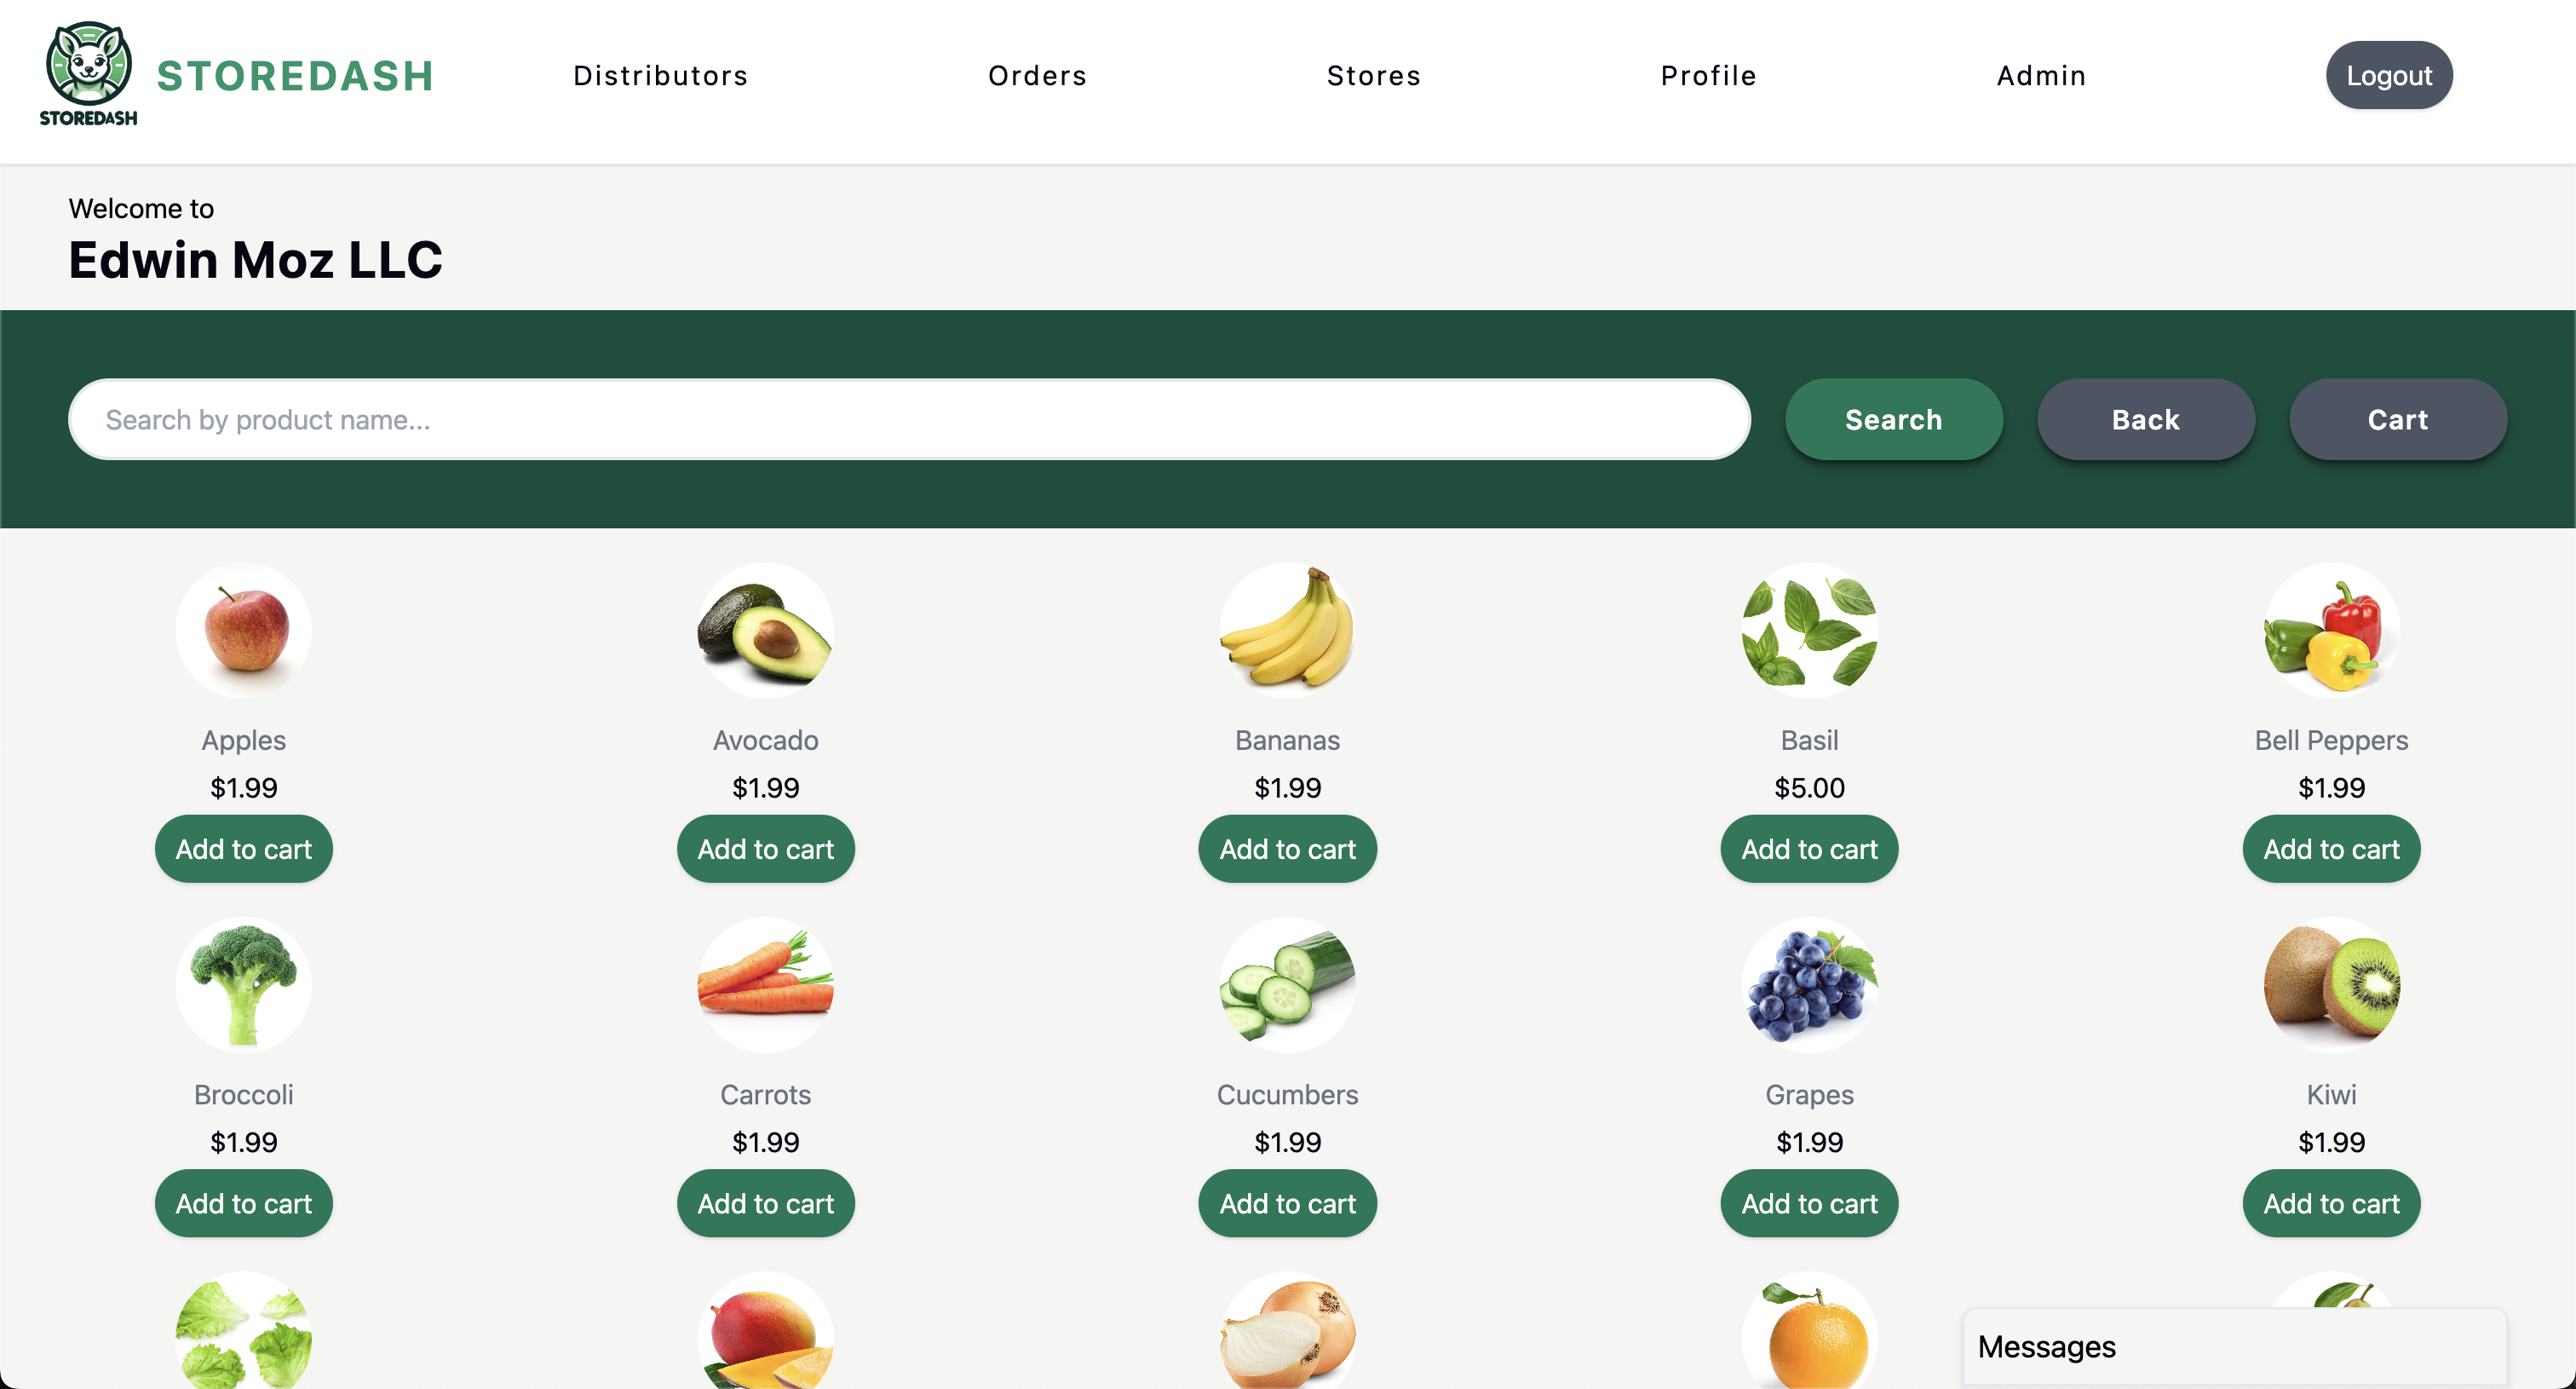 STOREDASH
STOREDASH
Distributors
Orders
Stores
Profile
Admin
Logout
Welcome to
Edwin Moz LLC
Search by product name...
Search
Back
Cart
Apples
$1.99
Add to cart
Avocado
$1.99
Add to cart
Bananas
$1.99
Add to cart
Basil
$5.00
Add to cart
Bell Peppers
$1.99
Add to cart
Broccoli
$1.99
Add to cart
Carrots
$1.99
Add to cart
Cucumbers
$1.99
Add to cart
Grapes
$1.99
Add to cart
Kiwi
$1.99
Add to cart
Messages